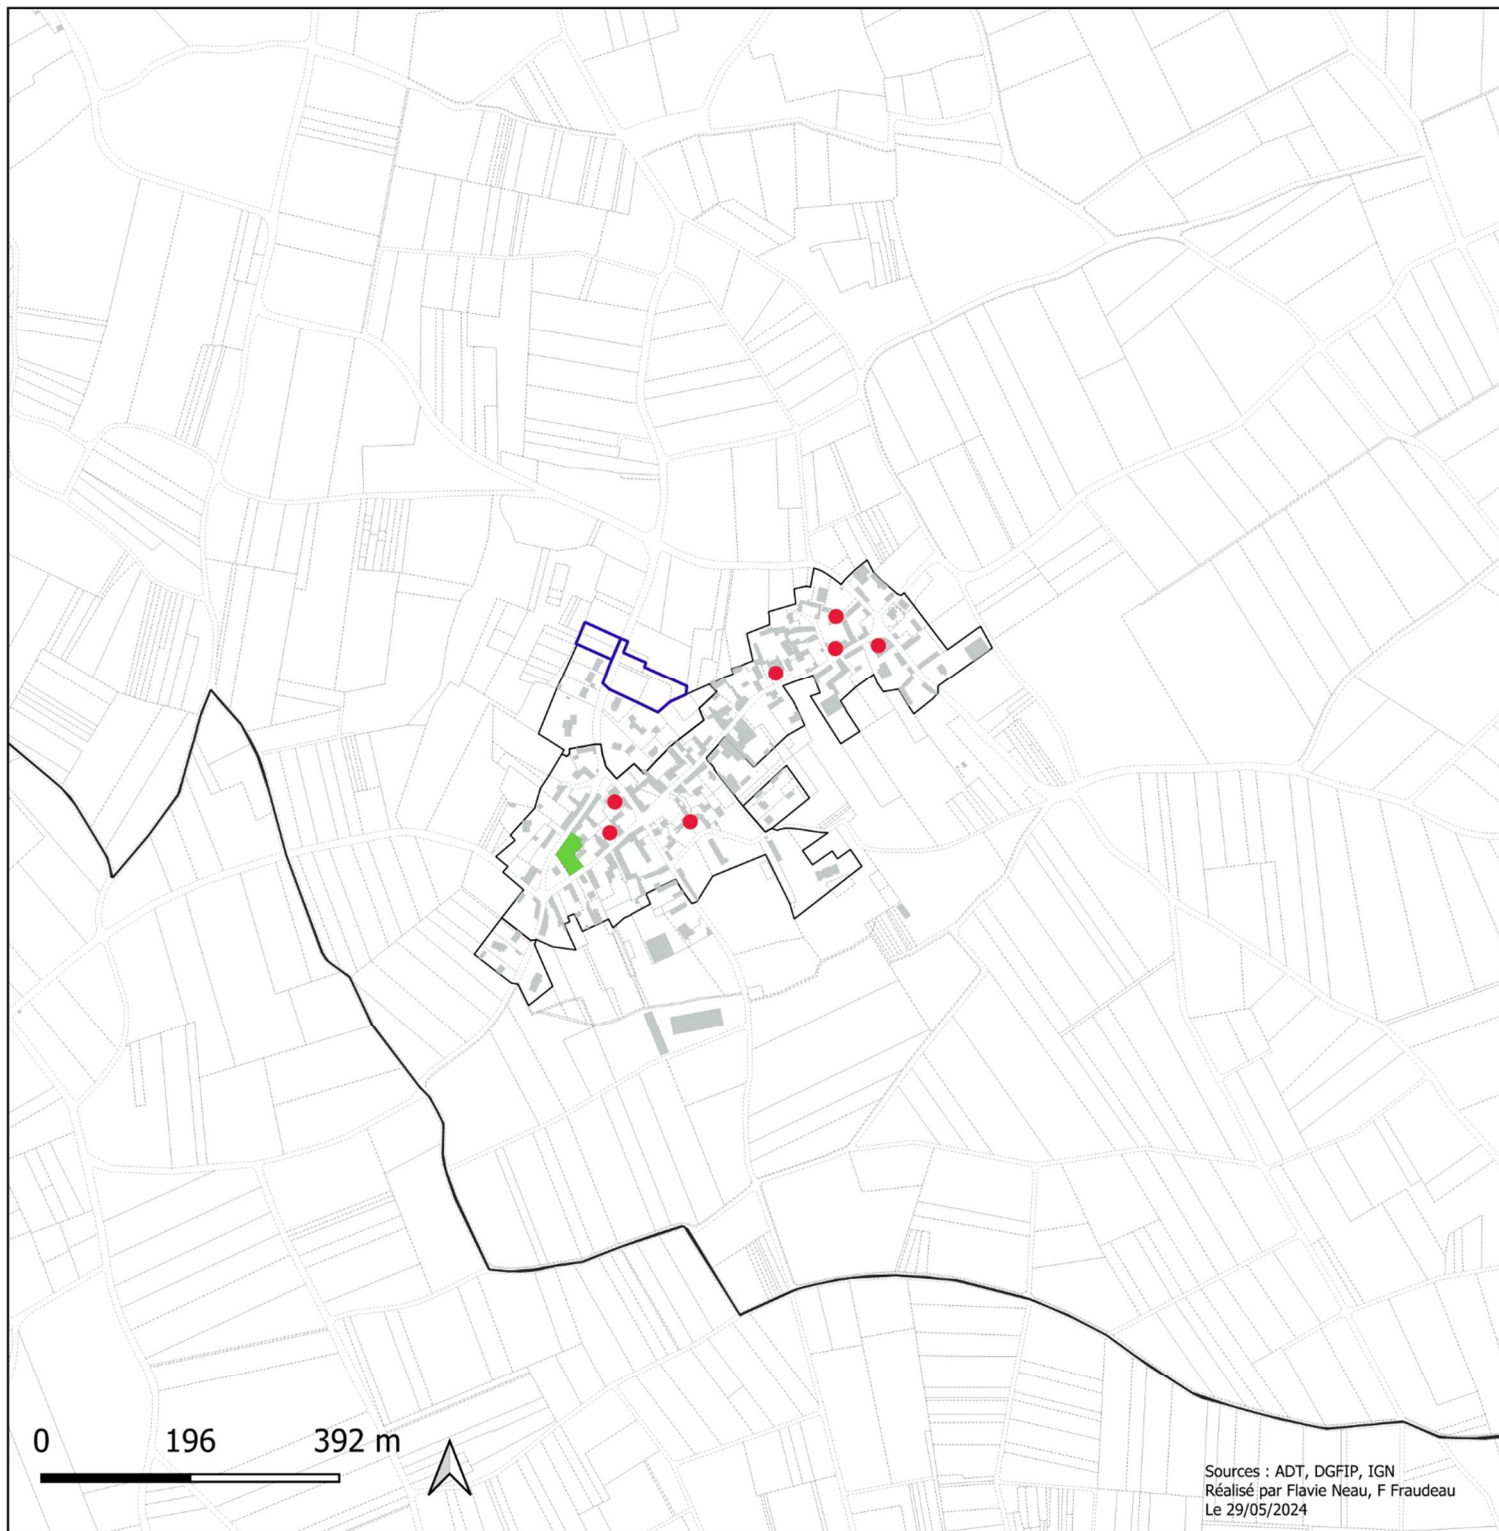 0 196 392 m
Sources : ADT, DGFIP, IGN
Réalisé par Flavie Neau, F Fraudeau
Le 29/05/2024